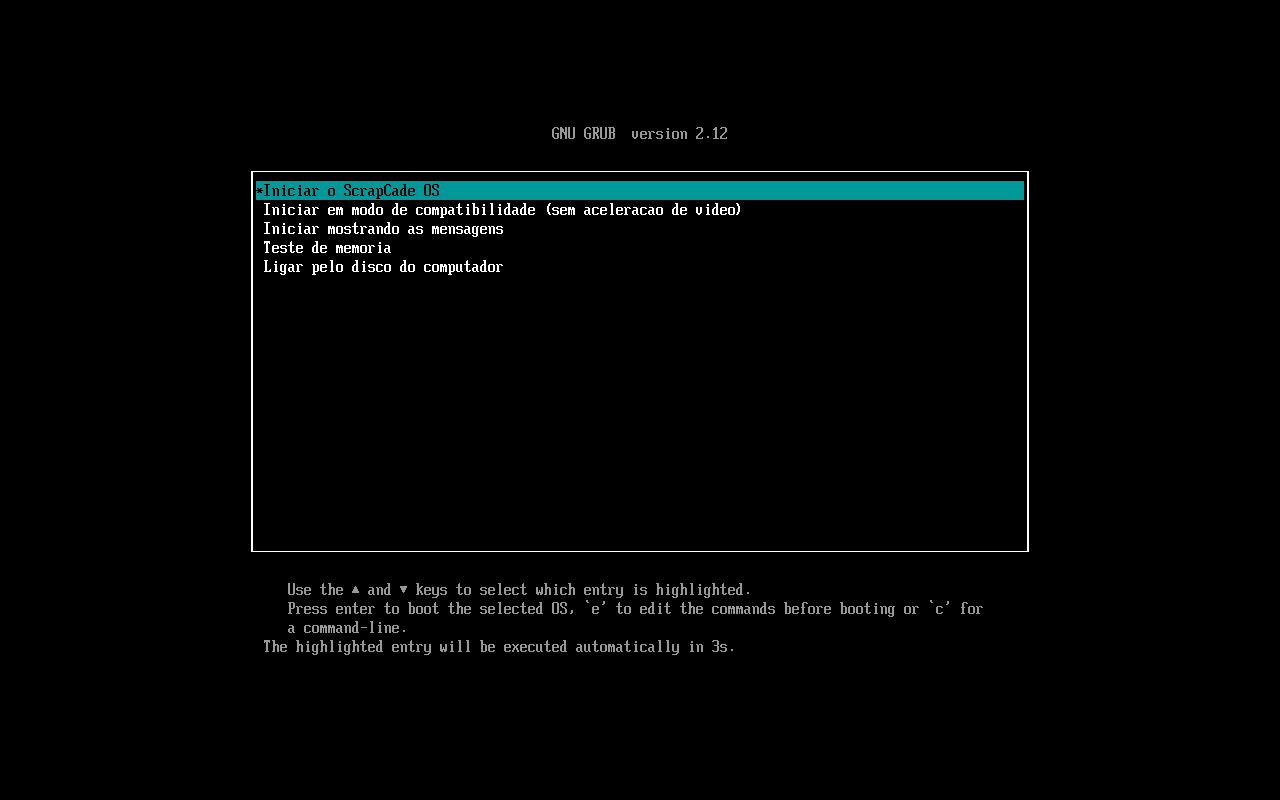 GNU GRUB  version 2.12
*Iniciar o ScrapCade OS
Iniciar em modo de compatibilidade (sem aceleracao de video)
Iniciar mostrando as mensagens
Teste de memoria
Ligar pelo disco do computador
Use the ▲ and ▼ keys to select which entry is highlighted.
Press enter to boot the selected OS, `e' to edit the commands before booting or `c' for
a command-line.
The highlighted entry will be executed automatically in 3s.